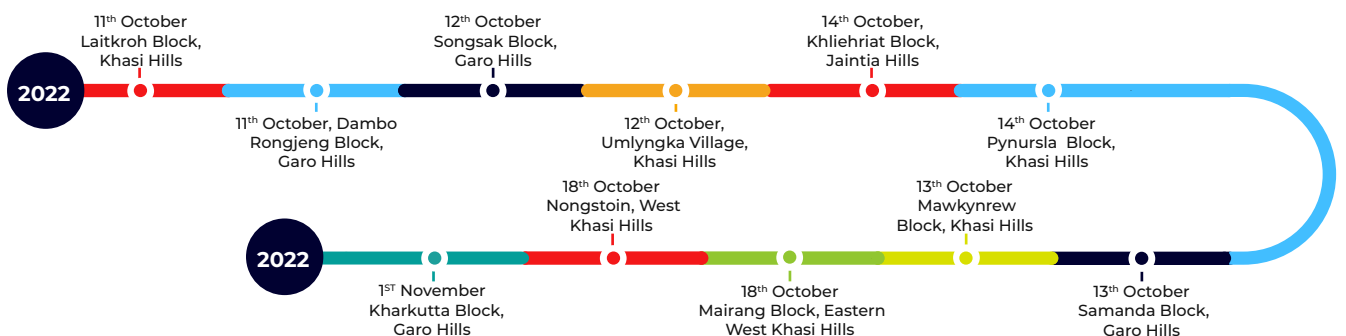 2022
11th October
Laitkroh Block,
Khasi Hills
11th October, Dambo
Rongjeng Block,
Garo Hills
12th October
Songsak Block,
Garo Hills
12th October,
Umlyngka Village,
Khasi Hills
14th October,
Khliehriat Block,
Jaintia Hills
14th October
Pynursla Block,
Khasi Hills
13th October
Samanda Block,
Garo Hills
13th October
Mawkynrew
Block, Khasi Hills
18th October
Mairang Block, Eastern
West Khasi Hills
18th October
Nongstoin, West
Khasi Hills
1ST November
Kharkutta Block,
Garo Hills
2022